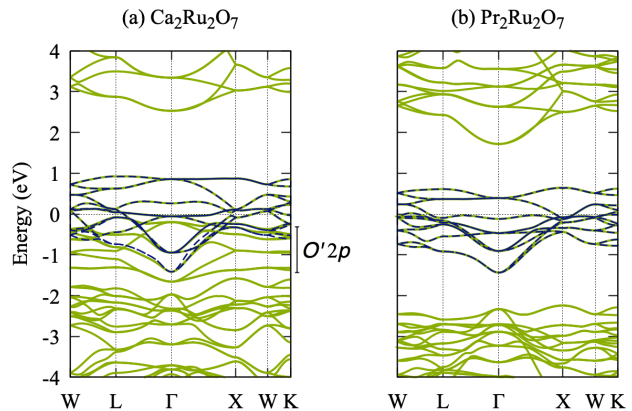 (a) Ca₂Ru₂O₇
(b) Pr₂Ru₂O₇
Energy (eV)
4
3
2
1
0
-1
-2
-3
-4
O'2p
W L Γ X W K
W L Γ X W K